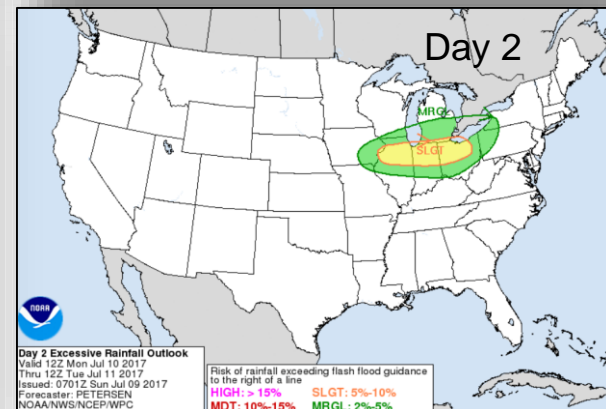 Day 2
MRGL
SLGT
NOAA
Day 2 Excessive Rainfall Outlook
Valid 12Z Mon Jul 10 2017
Thru 12Z Tue Jul 11 2017
Issued: 0701Z Sun Jul 09 2017
Forecaster: PETERSEN
NOAA/NWS/NCEP/WPC
Risk of rainfall exceeding flash flood guidance
to the right of a line
HIGH: > 15% SLGT: 5%-10%
MDT: 10%-15% MRGL: 2%-5%